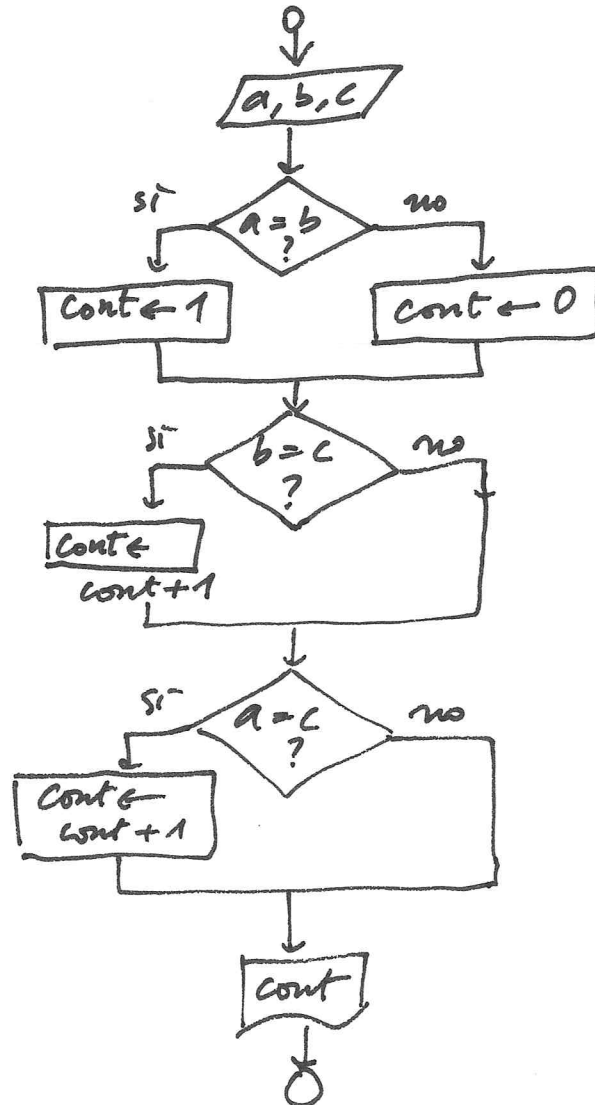 a, b, c
sì
a = b
?
no
cont ← 1
cont ← 0
sì
b = c
?
no
cont ←
cont + 1
sì
a = c
?
no
cont ←
cont + 1
cont